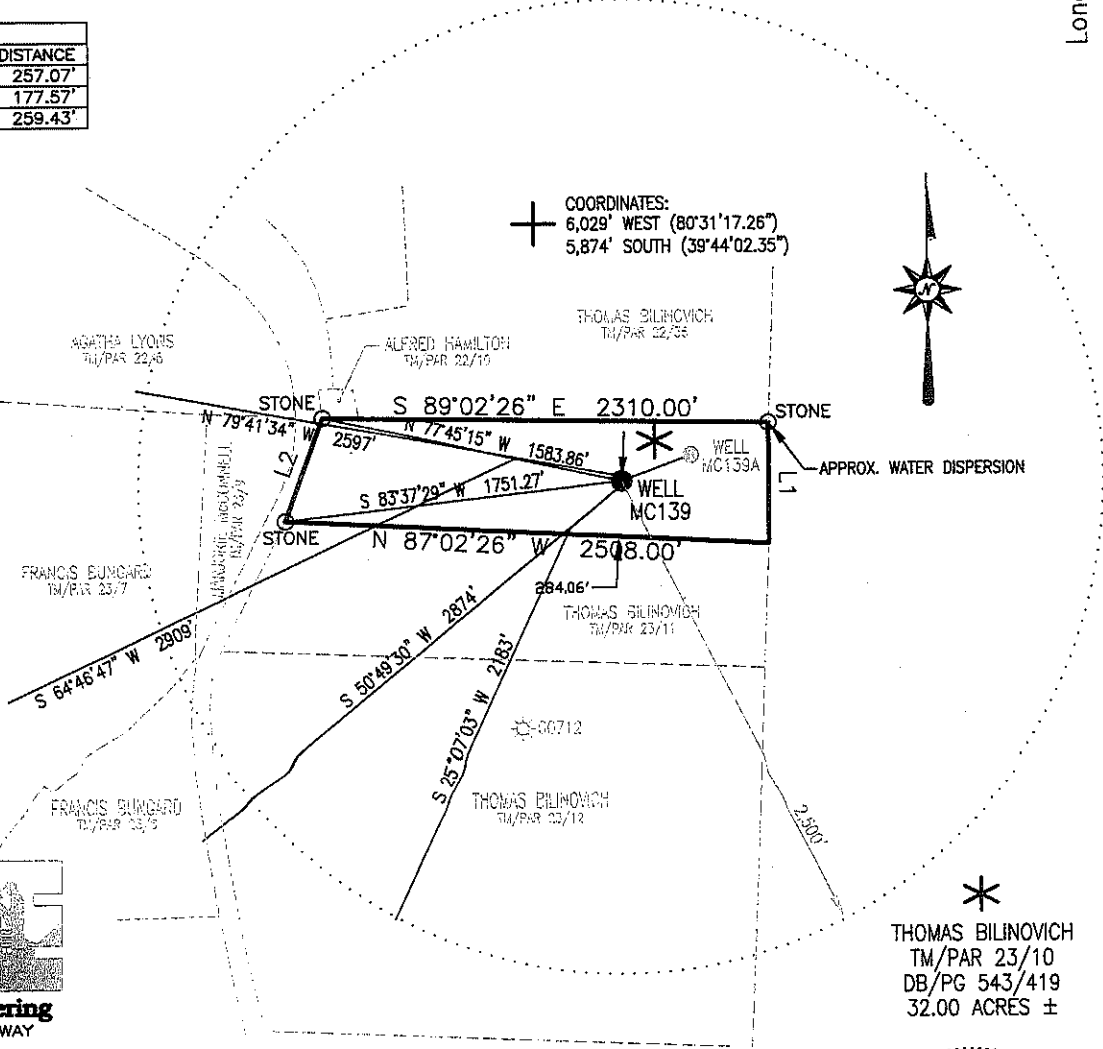 Long
DISTANCE
257.07'
177.57'
259.43'
COORDINATES:
6,029' WEST (80°31'17.26")
5,874' SOUTH (39°44'02.35")
N
THOMAS BILINOVICH
AGATHA LYONS
TM/PAR 22/6
ALFRED HAMILTON
TM/PAR 22/10
STONE
S 89°02'26" E 2310.00'
STONE
N 79°41'34" W 2597'
N 77°45'15" W 1583.86'
WELL
MC139A
APPROX. WATER DISPERSION
L2
L1
S 83°37'29" W 1751.27'
WELL
MC139
STONE
N 87°02'26" W 2508.00'
284.06'
FRANCIS BUNGARD
TM/PAR 23/7
THOMAS BILINOVICH
TM/PAR 23/11
S 64°46'47" W 2909'
S 50°49'30" W 2874'
S 25°07'03" W 2183'
00712
FRANCIS BUNGARD
THOMAS BILINOVICH
TM/PAR 23/12
2,500'
THOMAS BILINOVICH
TM/PAR 23/10
DB/PG 543/419
32.00 ACRES ±
ering
WAY